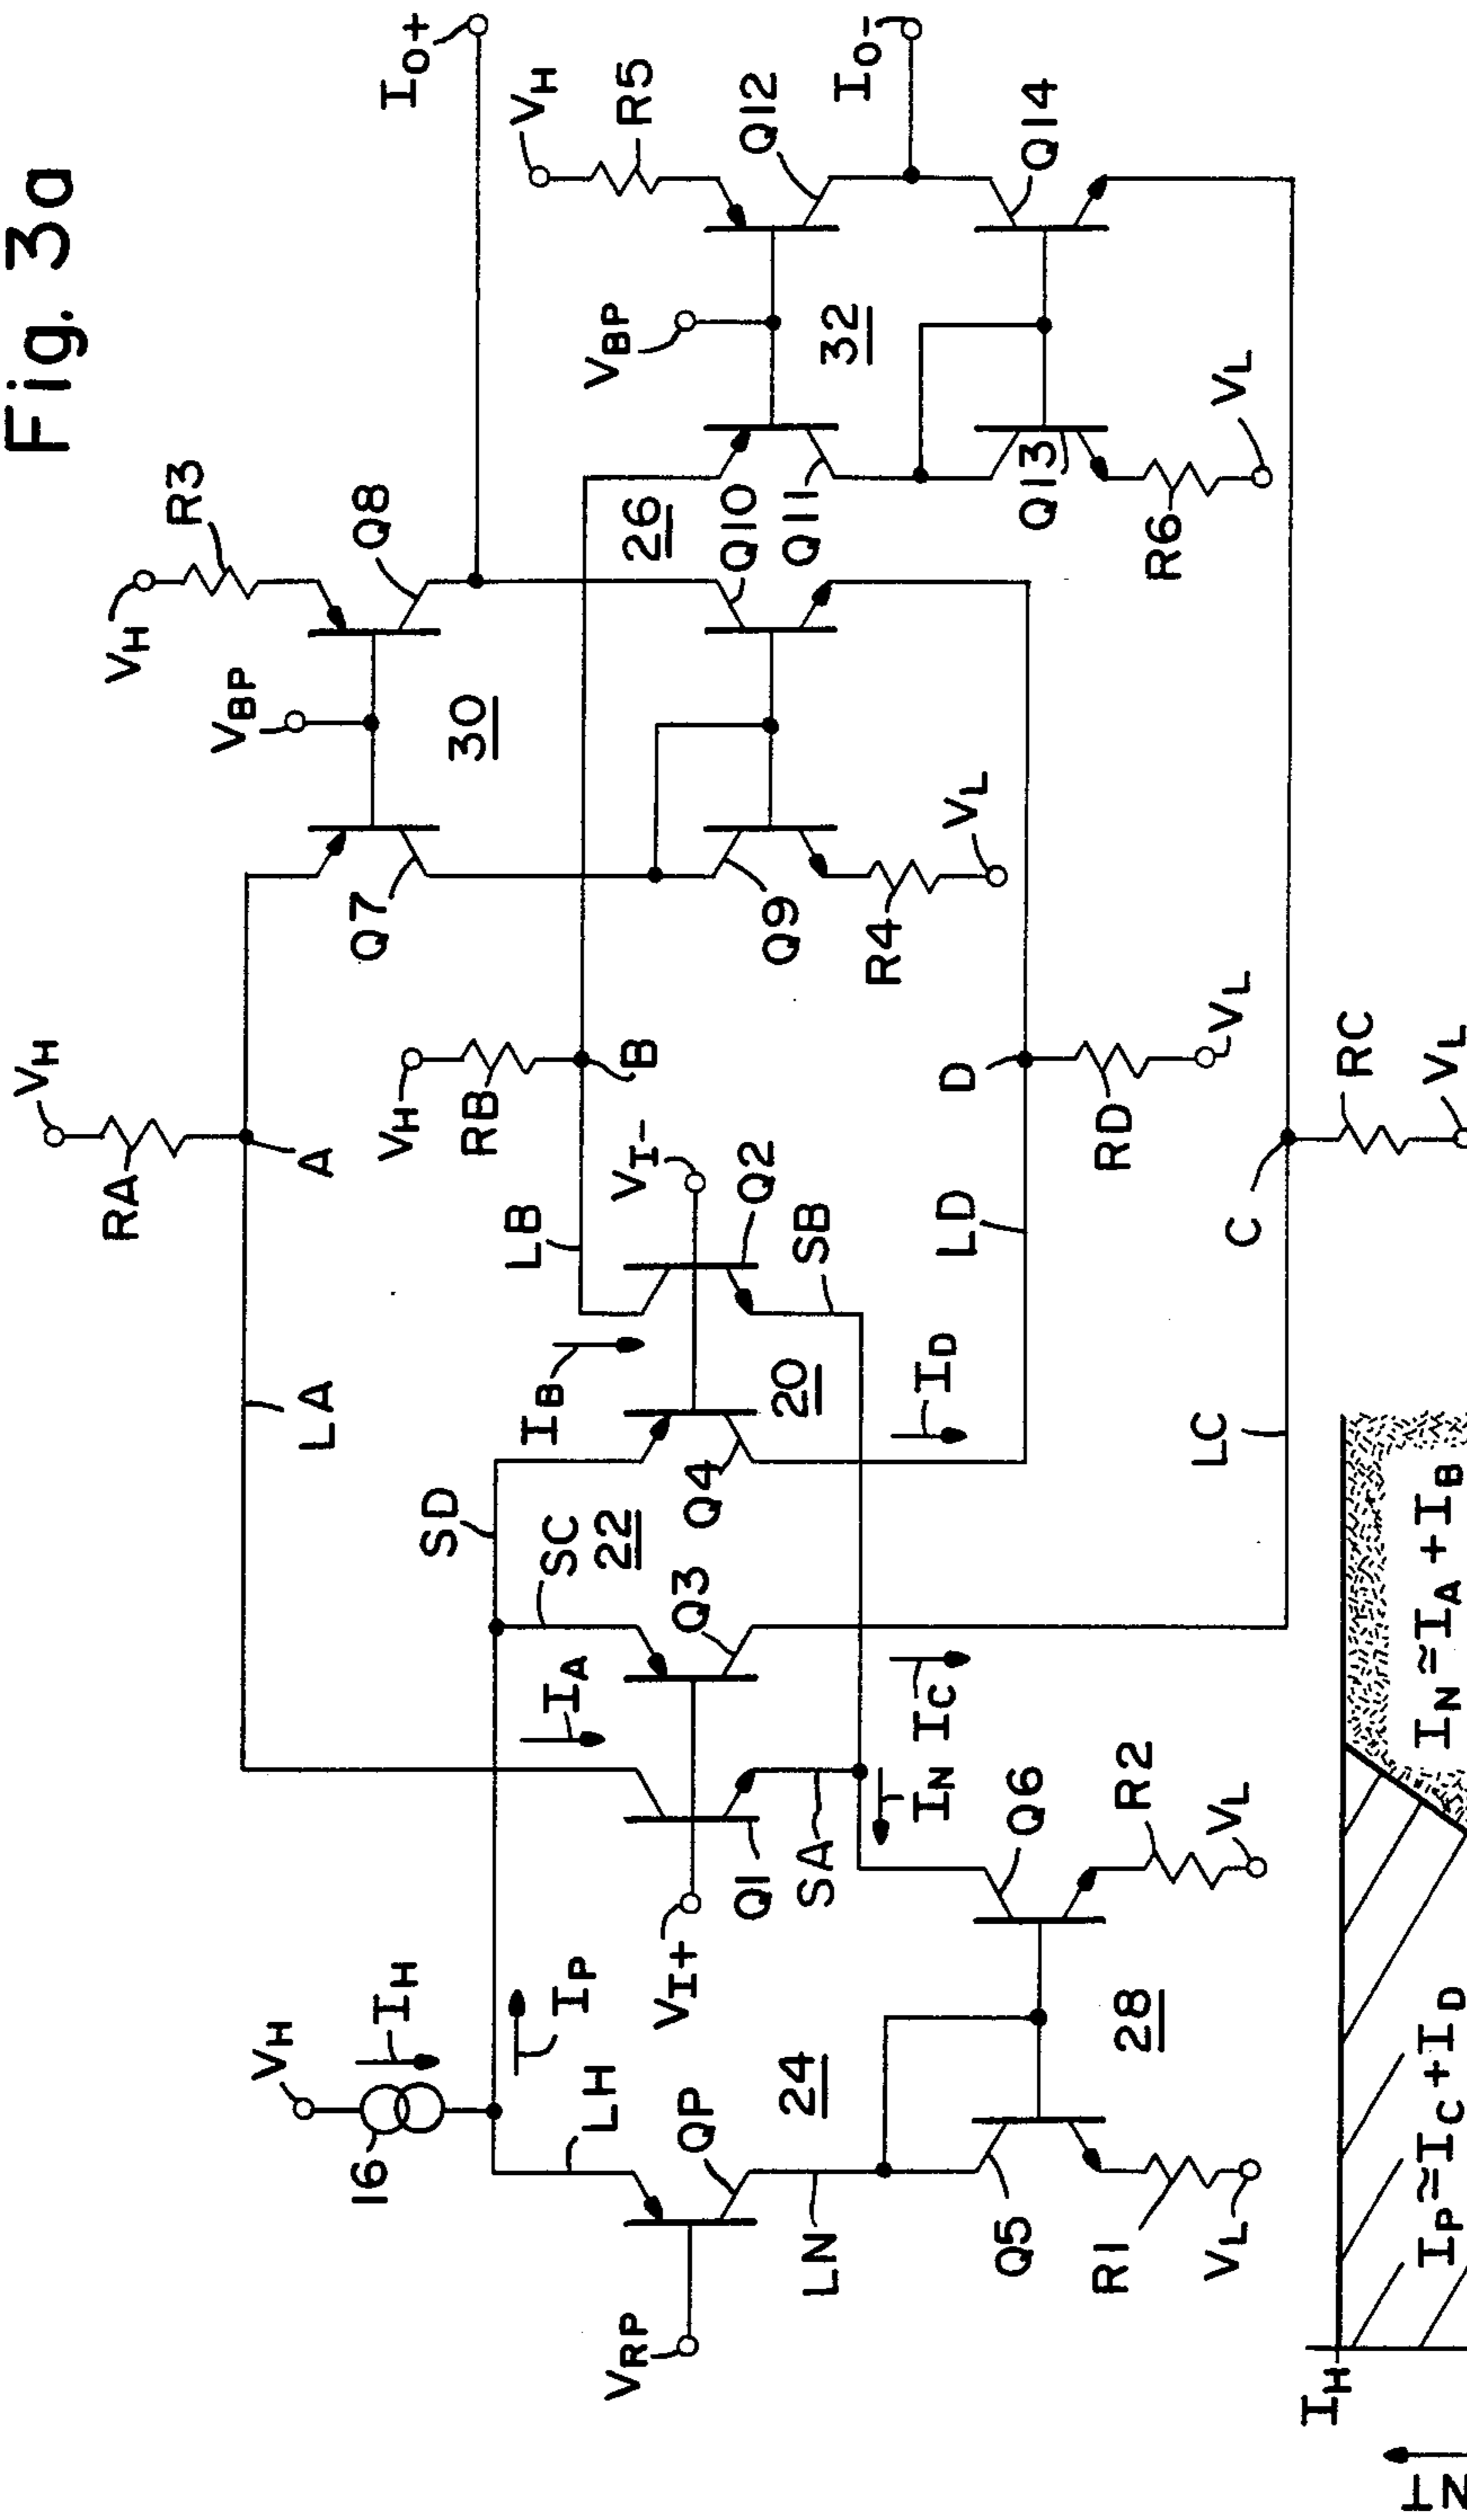 Fig. 3a
VH
RA
A
LA
VH
R3
VBP
Q7
Q8
30
IO+
VH
RB
B
LB
26
VH
R5
VBP
Q12
Q10
Q11
32
IO-
VH
16
IH
LH
IP
SD
SC
22
IA
IB
VI-
Q2
SB
Q4
20
Q3
Q1
SA
VI+
VRP
QP
24
LN
Q9
R4
VL
Q13
Q14
R6
VL
IN
IC
ID
LD
D
RD
VL
Q5
Q6
28
R1
VL
R2
VL
LC
C
RC
VL
IH
IP≈IC+ID
IN≈IA+IB